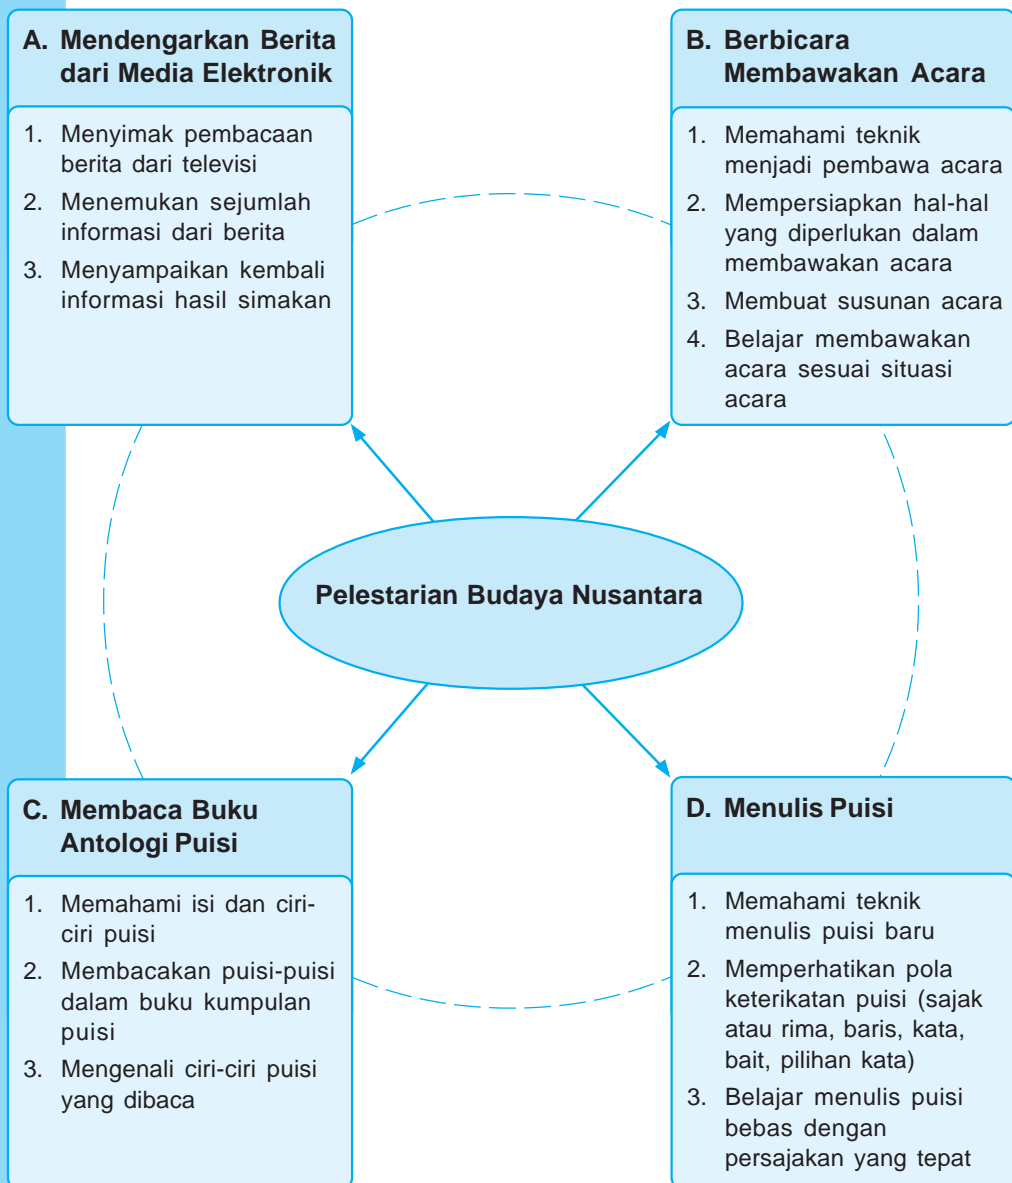 A. Mendengarkan Berita
dari Media Elektronik
1. Menyimak pembacaan
berita dari televisi
2. Menemukan sejumlah
informasi dari berita
3. Menyampaikan kembali
informasi hasil simakan
B. Berbicara
Membawakan Acara
1. Memahami teknik
menjadi pembawa acara
2. Mempersiapkan hal-hal
yang diperlukan dalam
membawakan acara
3. Membuat susunan acara
4. Belajar membawakan
acara sesuai situasi
acara
Pelestarian Budaya Nusantara
C. Membaca Buku
Antologi Puisi
1. Memahami isi dan ciri-
ciri puisi
2. Membacakan puisi-puisi
dalam buku kumpulan
puisi
3. Mengenali ciri-ciri puisi
yang dibaca
D. Menulis Puisi
1. Memahami teknik
menulis puisi baru
2. Memperhatikan pola
keterikatan puisi (sajak
atau rima, baris, kata,
bait, pilihan kata)
3. Belajar menulis puisi
bebas dengan
persajakan yang tepat